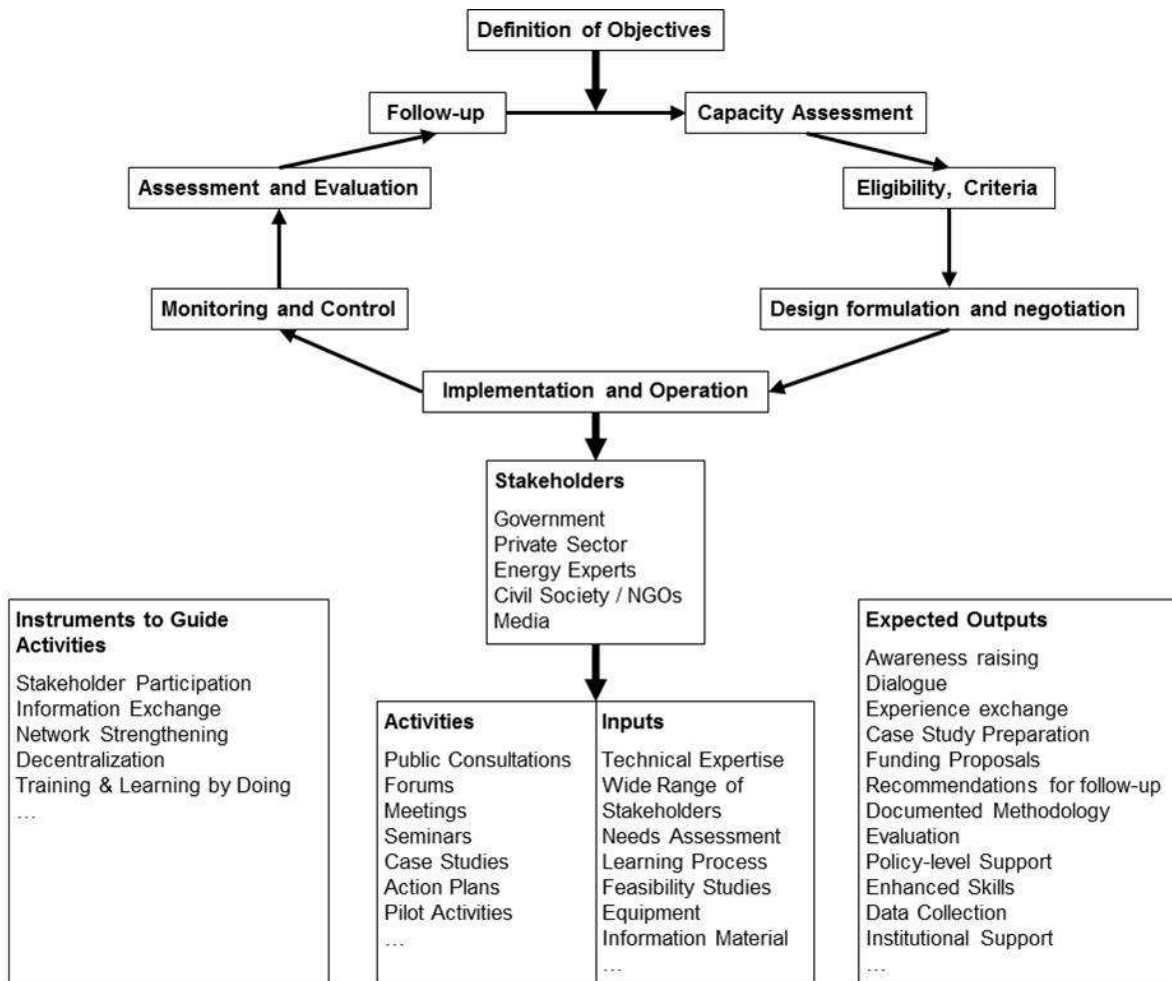 Definition of Objectives
Follow-up
Capacity Assessment
Assessment and Evaluation
Eligibility, Criteria
Monitoring and Control
Design formulation and negotiation
Implementation and Operation
Stakeholders
Government
Private Sector
Energy Experts
Civil Society / NGOs
Media
Instruments to Guide
Activities
Stakeholder Participation
Information Exchange
Network Strengthening
Decentralization
Training & Learning by Doing
…
Activities
Public Consultations
Forums
Meetings
Seminars
Case Studies
Action Plans
Pilot Activities
…
Inputs
Technical Expertise
Wide Range of
Stakeholders
Needs Assessment
Learning Process
Feasibility Studies
Equipment
Information Material
…
Expected Outputs
Awareness raising
Dialogue
Experience exchange
Case Study Preparation
Funding Proposals
Recommendations for follow-up
Documented Methodology
Evaluation
Policy-level Support
Enhanced Skills
Data Collection
Institutional Support
…